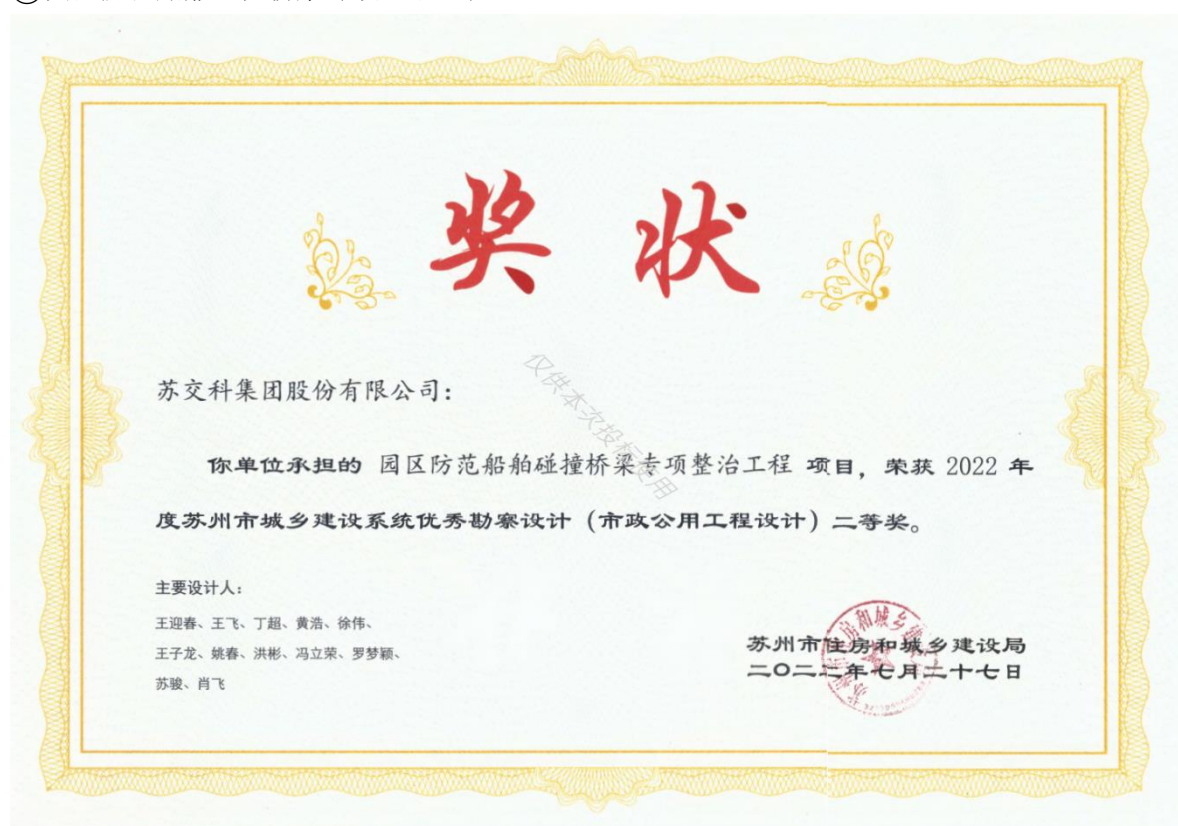 奖 状
苏交科集团股份有限公司：
你单位承担的 园区防范船舶碰撞桥梁专项整治工程 项目，荣获 2022 年
度苏州市城乡建设系统优秀勘察设计（市政公用工程设计）二等奖。
主要设计人：
王迎春、王飞、丁超、黄浩、徐伟、
王子龙、姚春、洪彬、冯立荣、罗梦颖、
苏骏、肖飞
苏州市住房和城乡建设局
二〇二二年七月二十七日
仅供本次投标使用